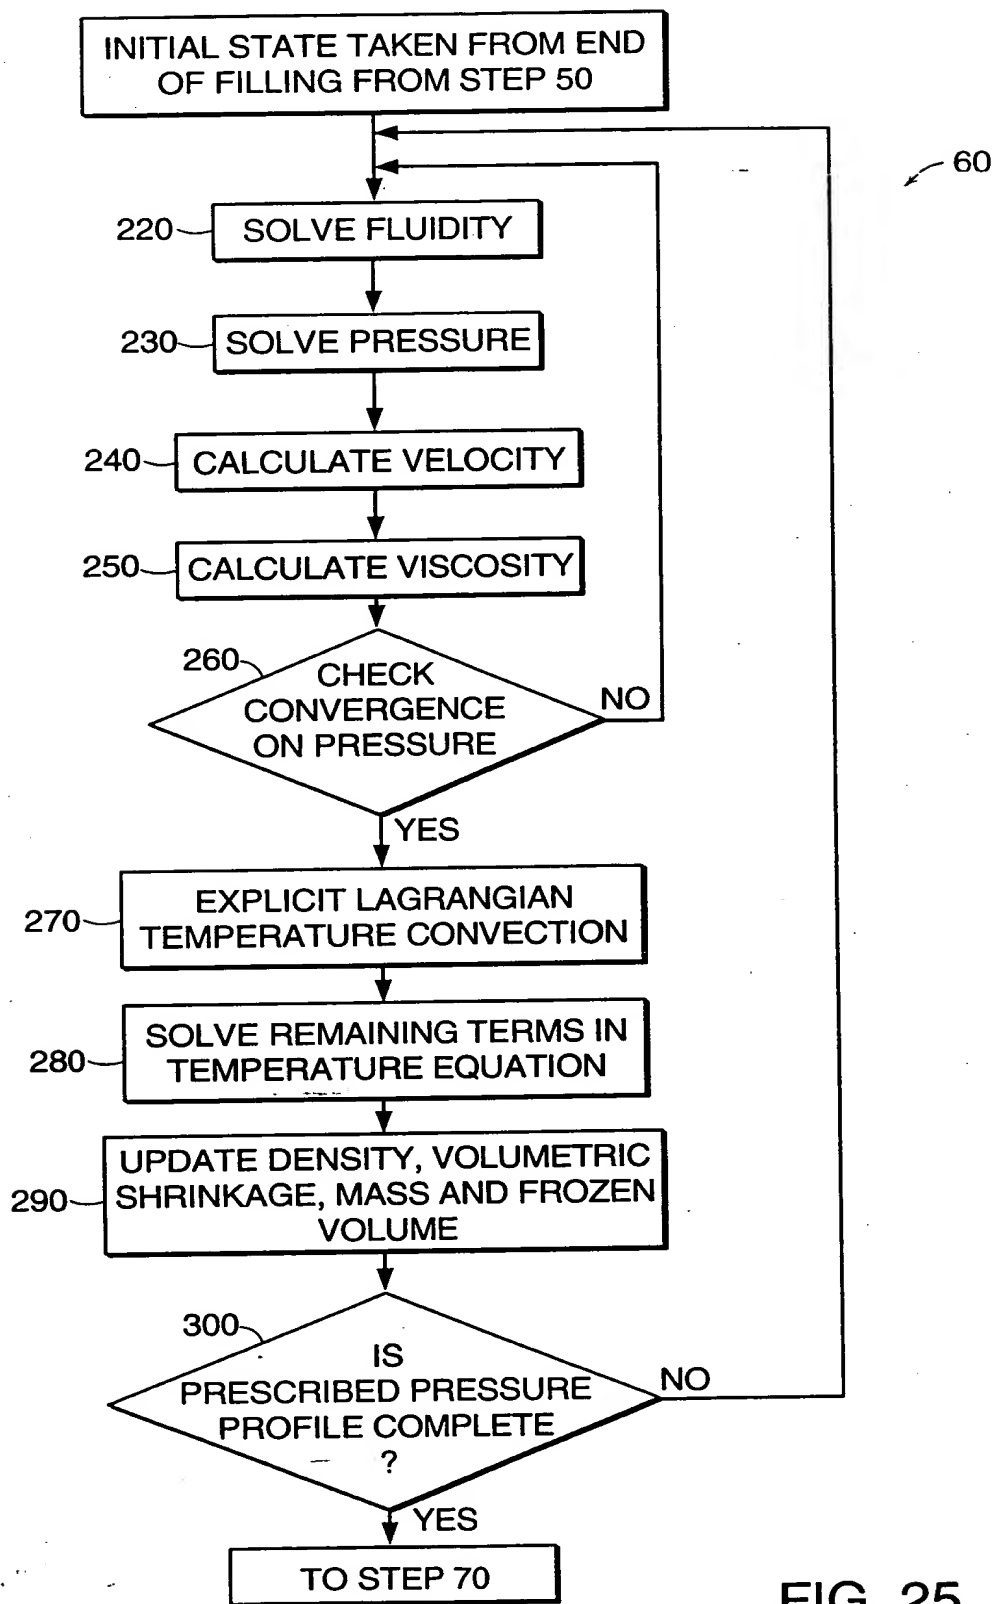 INITIAL STATE TAKEN FROM END
OF FILLING FROM STEP 50
60
220
SOLVE FLUIDITY
230
SOLVE PRESSURE
240
CALCULATE VELOCITY
250
CALCULATE VISCOSITY
260
CHECK
CONVERGENCE
ON PRESSURE
NO
YES
270
EXPLICIT LAGRANGIAN
TEMPERATURE CONVECTION
280
SOLVE REMAINING TERMS IN
TEMPERATURE EQUATION
290
UPDATE DENSITY, VOLUMETRIC
SHRINKAGE, MASS AND FROZEN
VOLUME
300
IS
PRESCRIBED PRESSURE
PROFILE COMPLETE
?
NO
YES
TO STEP 70
FIG. 25